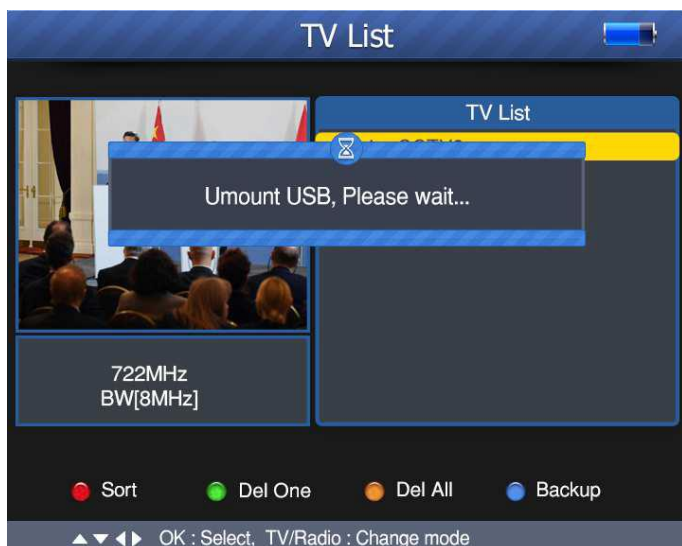 TV List
TV List
Umount USB, Please wait...
722MHz
BW[8MHz]
Sort
Del One
Del All
Backup
OK : Select, TV/Radio : Change mode